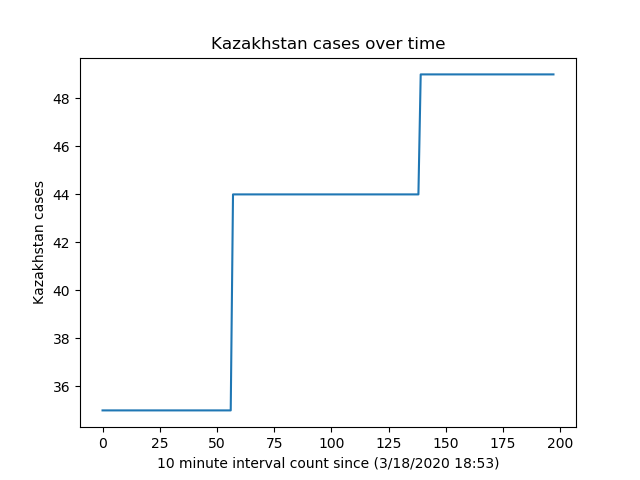 Kazakhstan cases over time
Kazakhstan cases
48
46
44
42
40
38
36
0 25 50 75 100 125 150 175 200
10 minute interval count since (3/18/2020 18:53)